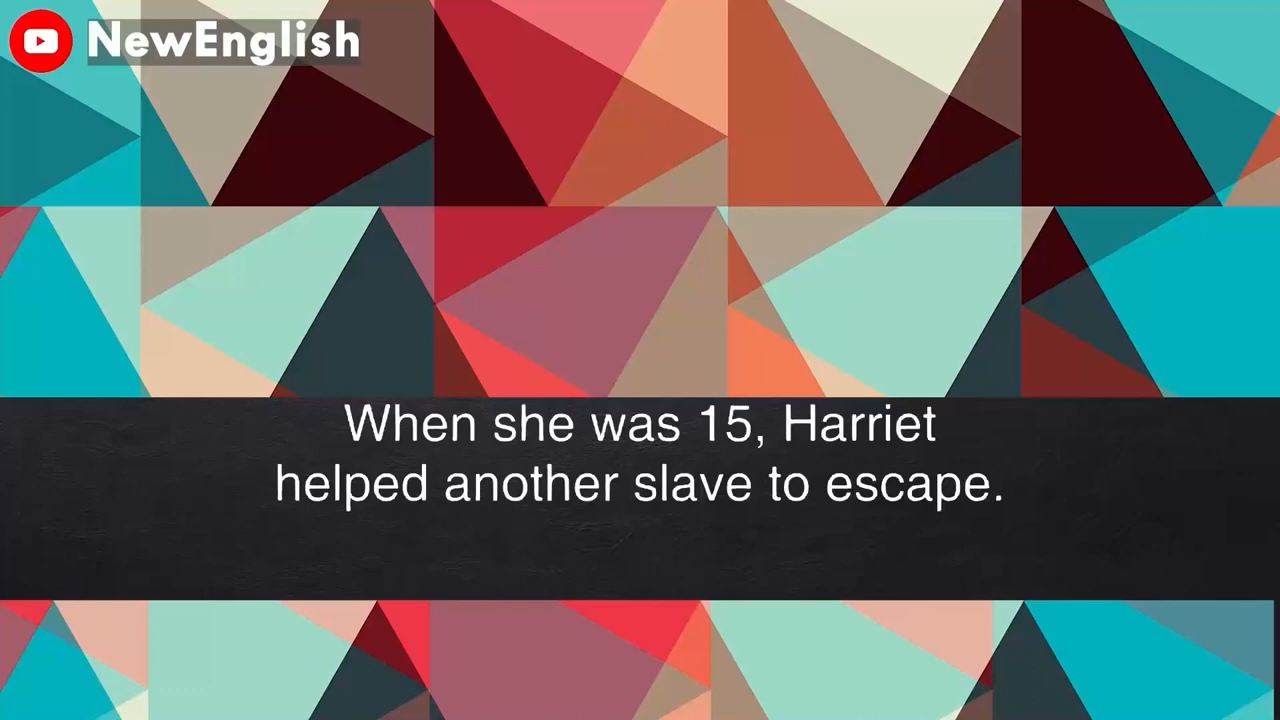 NewEnglish
When she was 15, Harriet
helped another slave to escape.